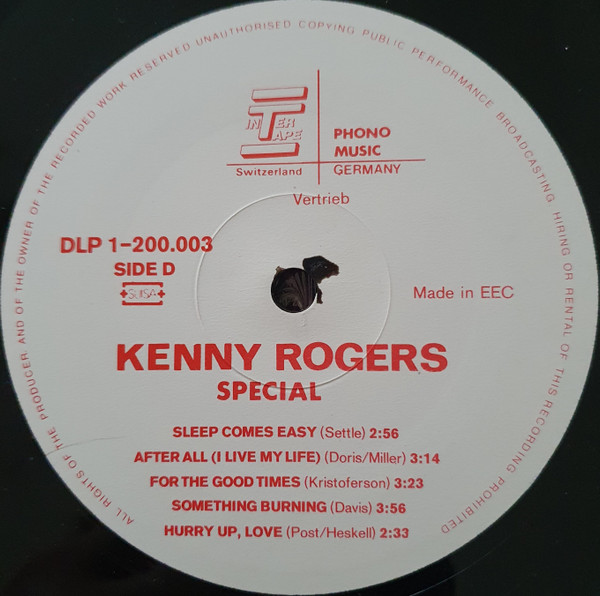 ALL RIGHTS OF THE PRODUCER AND OF THE OWNER OF THE RECORDED WORK RESERVED UNAUTHORISED COPYING PUBLIC PERFORMANCE BROADCASTING HIRING OR RENTAL OF THIS RECORDING PROHIBITED
INTER
TAPE
Switzerland
PHONO
MUSIC
GERMANY
Vertrieb
DLP 1-200.003
SIDE D
SUISA
Made in EEC
KENNY ROGERS
SPECIAL
SLEEP COMES EASY (Settle) 2:56
AFTER ALL (I LIVE MY LIFE) (Doris/Miller) 3:14
FOR THE GOOD TIMES (Kristoferson) 3:23
SOMETHING BURNING (Davis) 3:56
HURRY UP, LOVE (Post/Heskell) 2:33